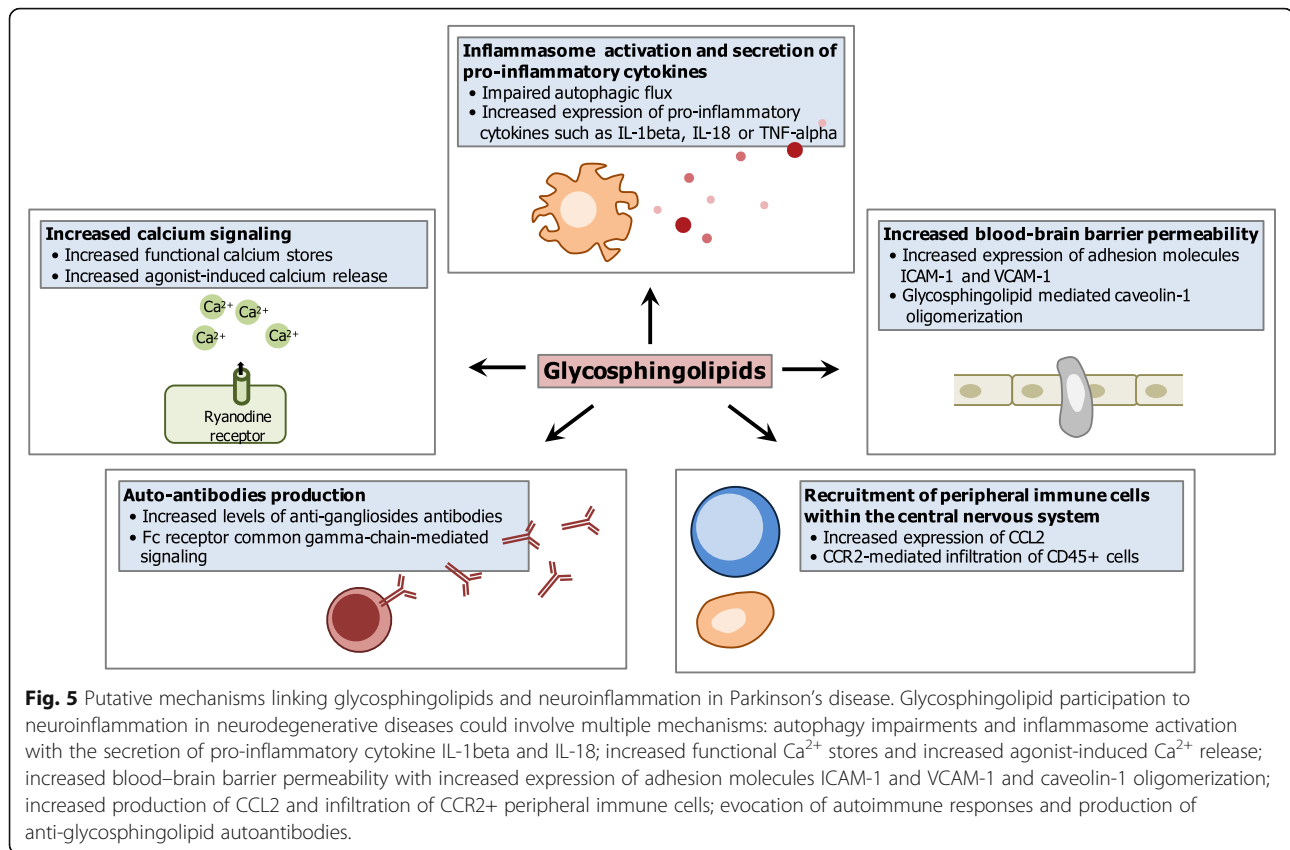 Inflammasome activation and secretion of
pro-inflammatory cytokines
• Impaired autophagic flux
• Increased expression of pro-inflammatory
cytokines such as IL-1beta, IL-18 or TNF-alpha
Increased calcium signaling
• Increased functional calcium stores
• Increased agonist-induced calcium release
Ca²⁺
Ca²⁺
Ca²⁺
Ca²⁺
Ryanodine
receptor
Increased blood-brain barrier permeability
• Increased expression of adhesion molecules
ICAM-1 and VCAM-1
• Glycosphingolipid mediated caveolin-1
oligomerization
Glycosphingolipids
Auto-antibodies production
• Increased levels of anti-gangliosides antibodies
• Fc receptor common gamma-chain-mediated
signaling
Recruitment of peripheral immune cells
within the central nervous system
• Increased expression of CCL2
• CCR2-mediated infiltration of CD45+ cells
Fig. 5 Putative mechanisms linking glycosphingolipids and neuroinflammation in Parkinson's disease. Glycosphingolipid participation to
neuroinflammation in neurodegenerative diseases could involve multiple mechanisms: autophagy impairments and inflammasome activation
with the secretion of pro-inflammatory cytokine IL-1beta and IL-18; increased functional Ca²⁺ stores and increased agonist-induced Ca²⁺ release;
increased blood–brain barrier permeability with increased expression of adhesion molecules ICAM-1 and VCAM-1 and caveolin-1 oligomerization;
increased production of CCL2 and infiltration of CCR2+ peripheral immune cells; evocation of autoimmune responses and production of
anti-glycosphingolipid autoantibodies.